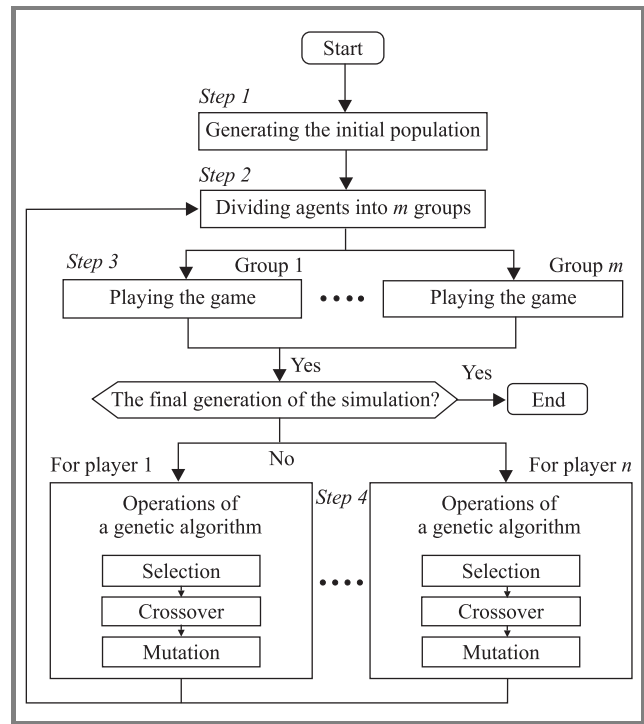 Start
Step 1
Generating the initial population
Step 2
Dividing agents into m groups
Step 3
Group 1
Group m
Playing the game
Playing the game
Yes
The final generation of the simulation?
Yes
End
No
For player 1
For player n
Operations of
a genetic algorithm
Selection
Crossover
Mutation
Step 4
Operations of
a genetic algorithm
Selection
Crossover
Mutation